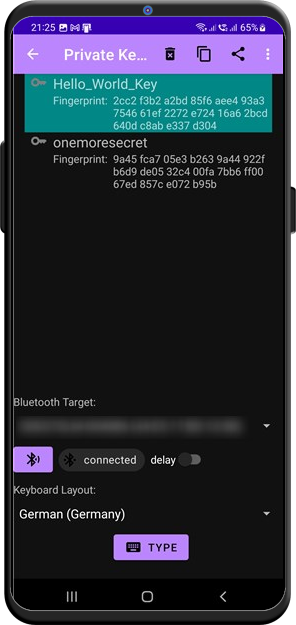 21:25 65%
Private Ke...
Hello_World_Key
Fingerprint: 2cc2 f3b2 a2bd 85f6 aee4 93a3
7546 61ef 2272 e724 16a6 2bcd
640d c8ab e337 d304
onemoresecret
Fingerprint: 9a45 fca7 05e3 b263 9a44 922f
b6d9 de05 32c4 00fa 7bb6 ff00
67ed 857c e072 b95b
Bluetooth Target:
connected delay
Keyboard Layout:
German (Germany)
TYPE